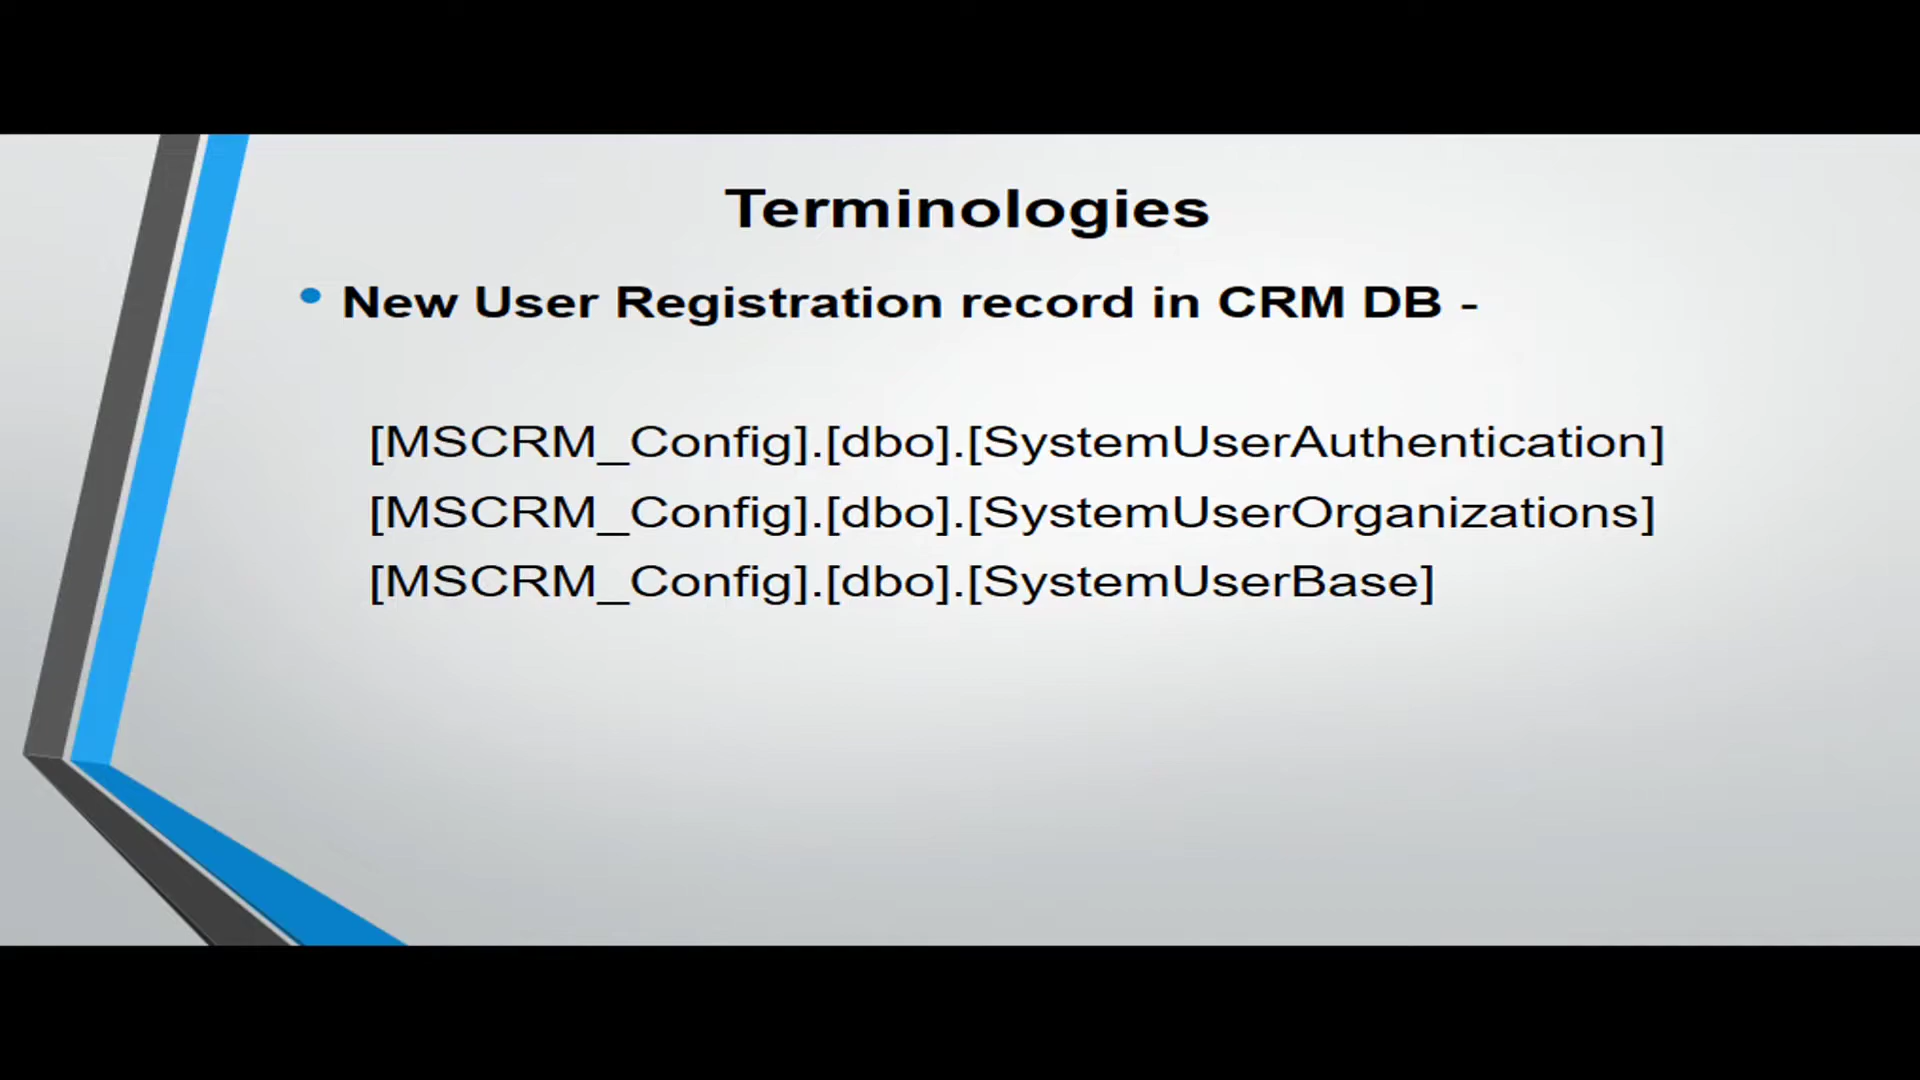 Terminologies
New User Registration record in CRM DB -
[MSCRM_Config].[dbo].[SystemUserAuthentication]
[MSCRM_Config].[dbo].[SystemUserOrganizations]
[MSCRM_Config].[dbo].[SystemUserBase]